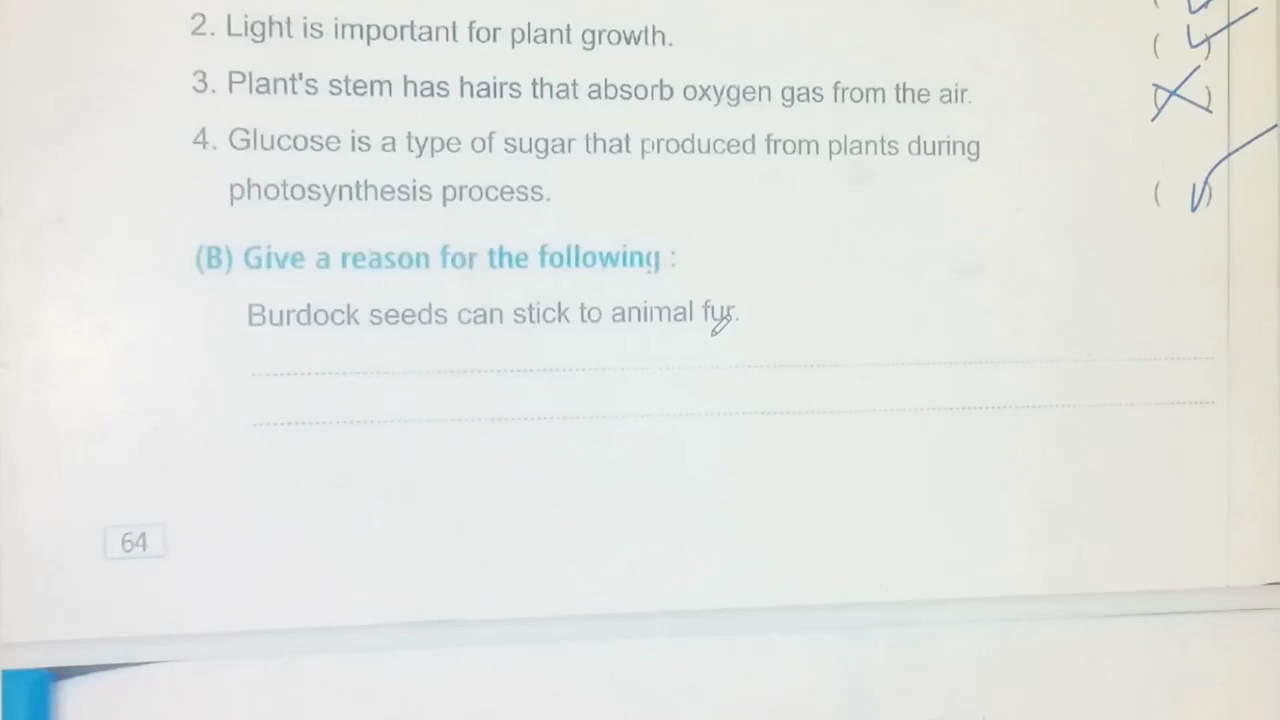 2. Light is important for plant growth. ( ✓ )
3. Plant's stem has hairs that absorb oxygen gas from the air. ( X )
4. Glucose is a type of sugar that produced from plants during
photosynthesis process. ( ✓ )
(B) Give a reason for the following :
Burdock seeds can stick to animal fur.
64